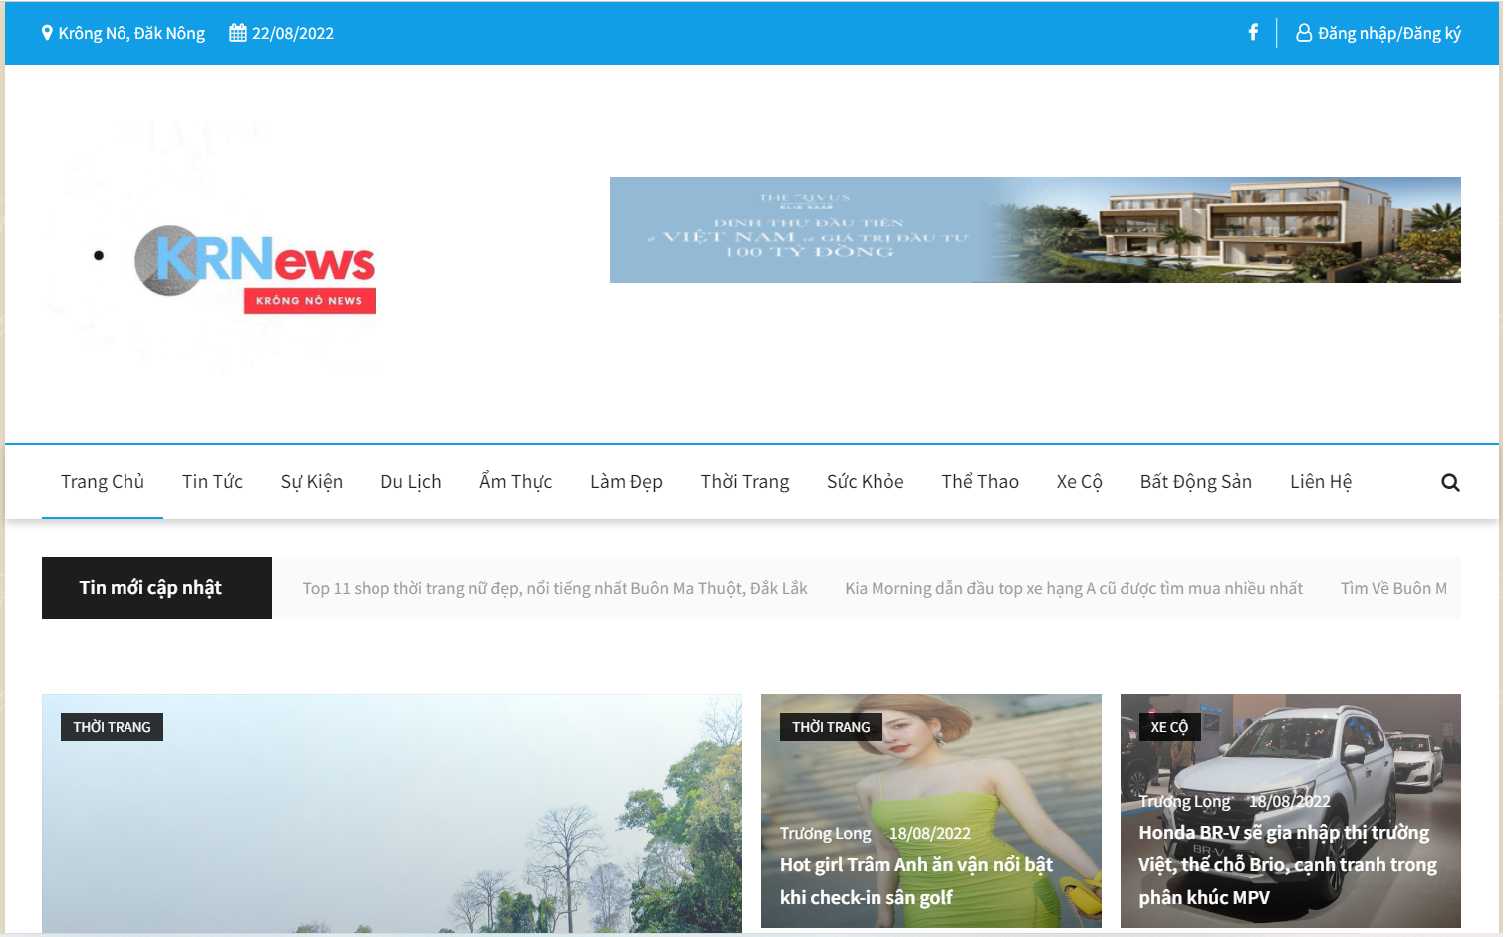 Krông Nô, Đăk Nông 22/08/2022 Đăng nhập/Đăng ký
THE RIVUS
ELIE SAAB
DINH THỰ ĐẦU TIÊN
ở VIỆT NAM có GIÁ TRỊ ĐẦU TƯ
100 TỶ ĐỒNG
KRNews
KRÔNG NÔ NEWS
Trang Chủ Tin Tức Sự Kiện Du Lịch Ẩm Thực Làm Đẹp Thời Trang Sức Khỏe Thể Thao Xe Cộ Bất Động Sản Liên Hệ
Tin mới cập nhật Top 11 shop thời trang nữ đẹp, nổi tiếng nhất Buôn Ma Thuột, Đắk Lắk Kia Morning dẫn đầu top xe hạng A cũ được tìm mua nhiều nhất Tìm Về Buôn M
THỜI TRANG
THỜI TRANG
Trương Long 18/08/2022
Hot girl Trâm Anh ăn vận nổi bật
khi check-in sân golf
XE CỘ
Trương Long 18/08/2022
Honda BR-V sẽ gia nhập thị trường
Việt, thế chỗ Brio, cạnh tranh trong
phân khúc MPV
BR-V